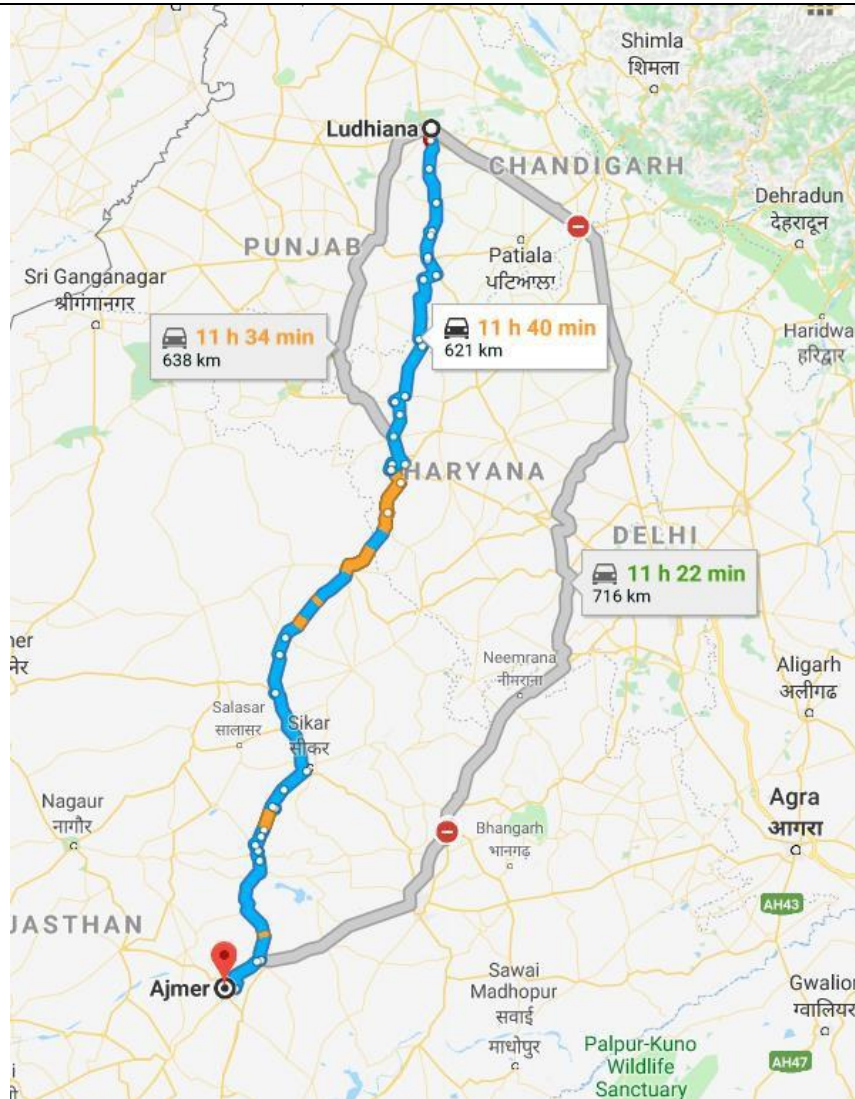 Shimla
शिमला
Ludhiana
CHANDIGARH
Dehradun
देहरादून
PUNJAB
Patiala
पटिआला
Sri Ganganagar
श्रीगंगानगर
Haridwa
हरिद्वार
11 h 34 min
638 km
11 h 40 min
621 km
HARYANA
DELHI
11 h 22 min
716 km
ner
नेर
Neemrana
नीमराना
Aligarh
अलीगढ
Salasar
सालासर
Sikar
सीकर
Nagaur
नागौर
Agra
आगरा
Bhangarh
भानगढ़
AH43
JASTHAN
Ajmer
Sawai
Madhopur
सवाई
माधोपुर
Gwalior
ग्वालियर
Palpur-Kuno
Wildlife
Sanctuary
AH47